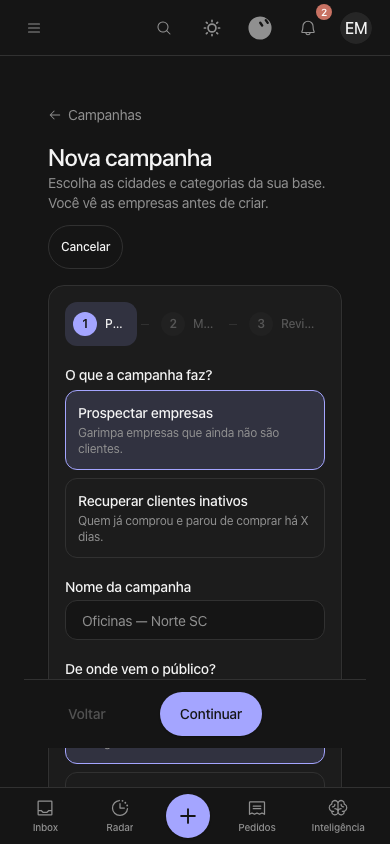 2
EM
← Campanhas
Nova campanha
Escolha as cidades e categorias da sua base.
Você vê as empresas antes de criar.
Cancelar
1 P... — 2 M... — 3 Revi...
O que a campanha faz?
Prospectar empresas
Garimpa empresas que ainda não são
clientes.
Recuperar clientes inativos
Quem já comprou e parou de comprar há X
dias.
Nome da campanha
Oficinas — Norte SC
De onde vem o público?
Voltar
Continuar
Inbox
Radar
Pedidos
Inteligência